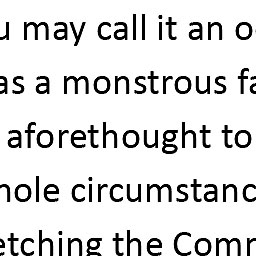 u may call it an o
as a monstrous fa
aforethought to
hole circumstanc
etching the Comm